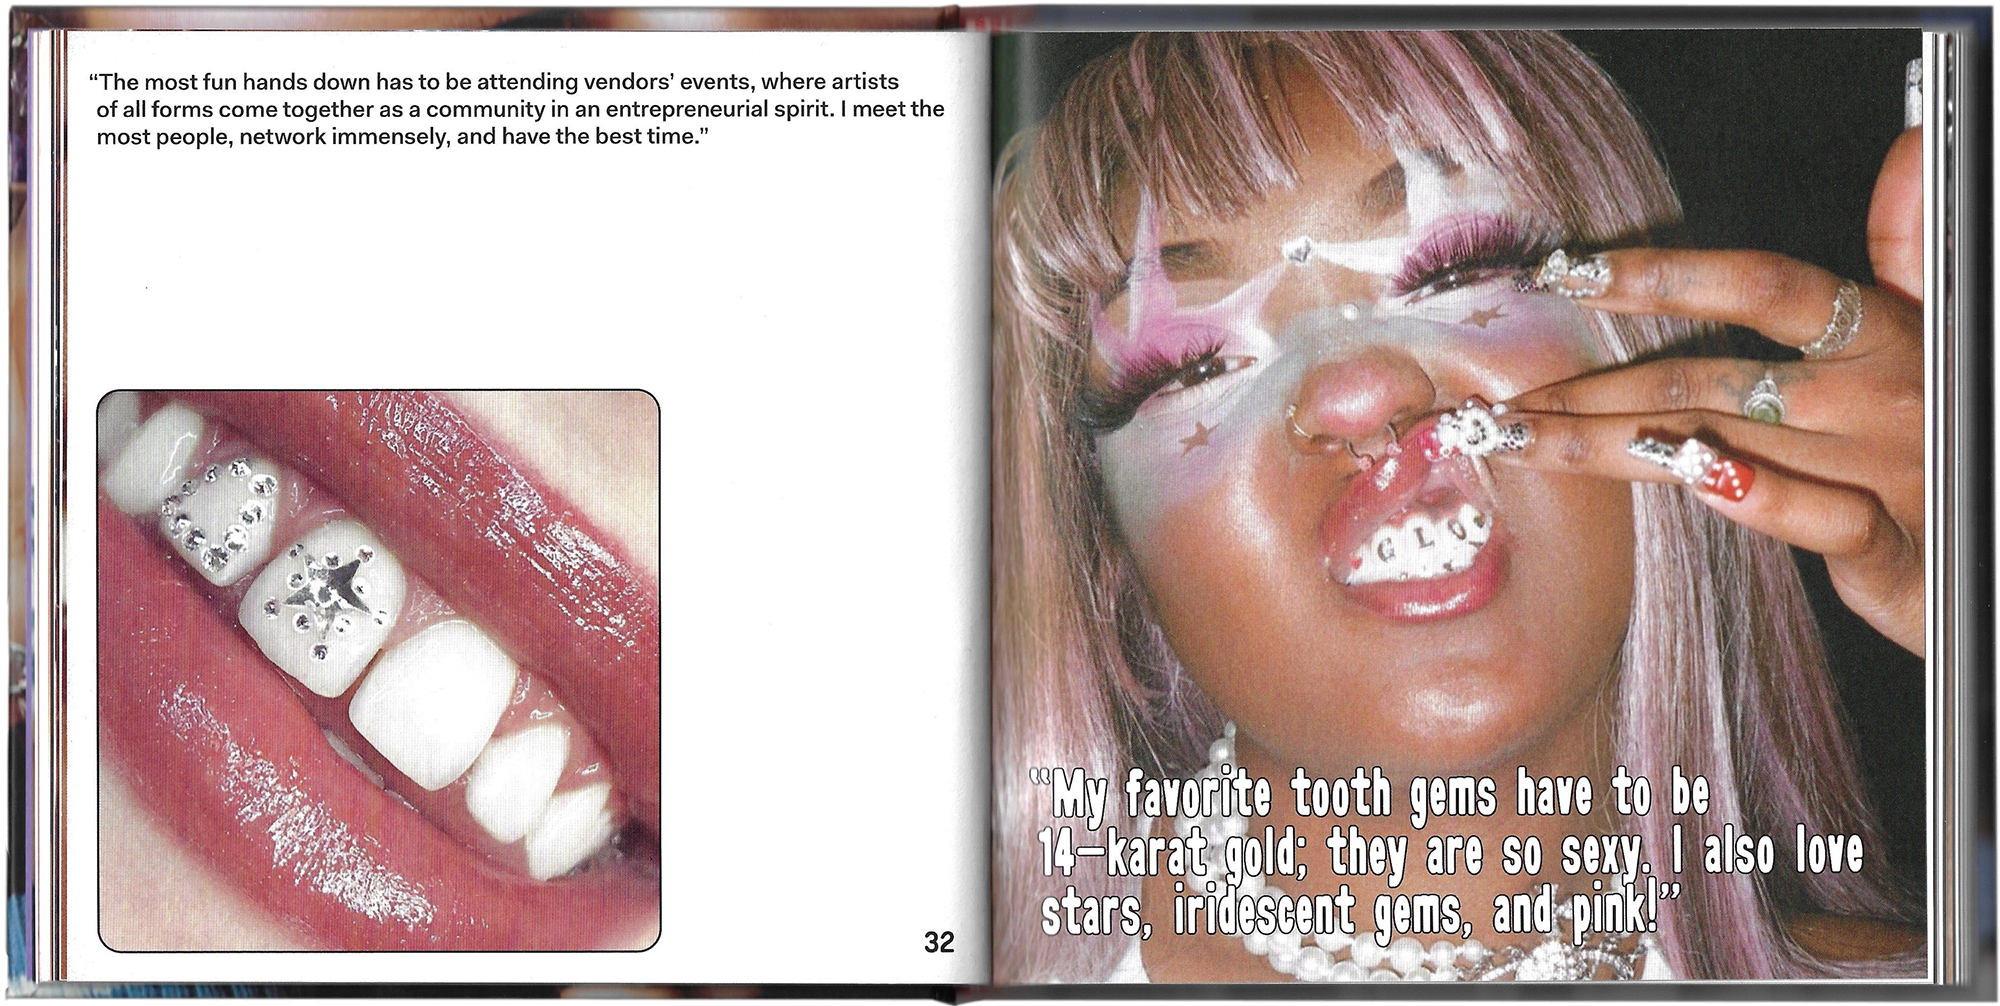 “The most fun hands down has to be attending vendors’ events, where artists
of all forms come together as a community in an entrepreneurial spirit. I meet the
most people, network immensely, and have the best time.”
32
GLO
“My favorite tooth gems have to be
14–karat gold; they are so sexy. I also love
stars, iridescent gems, and pink!”